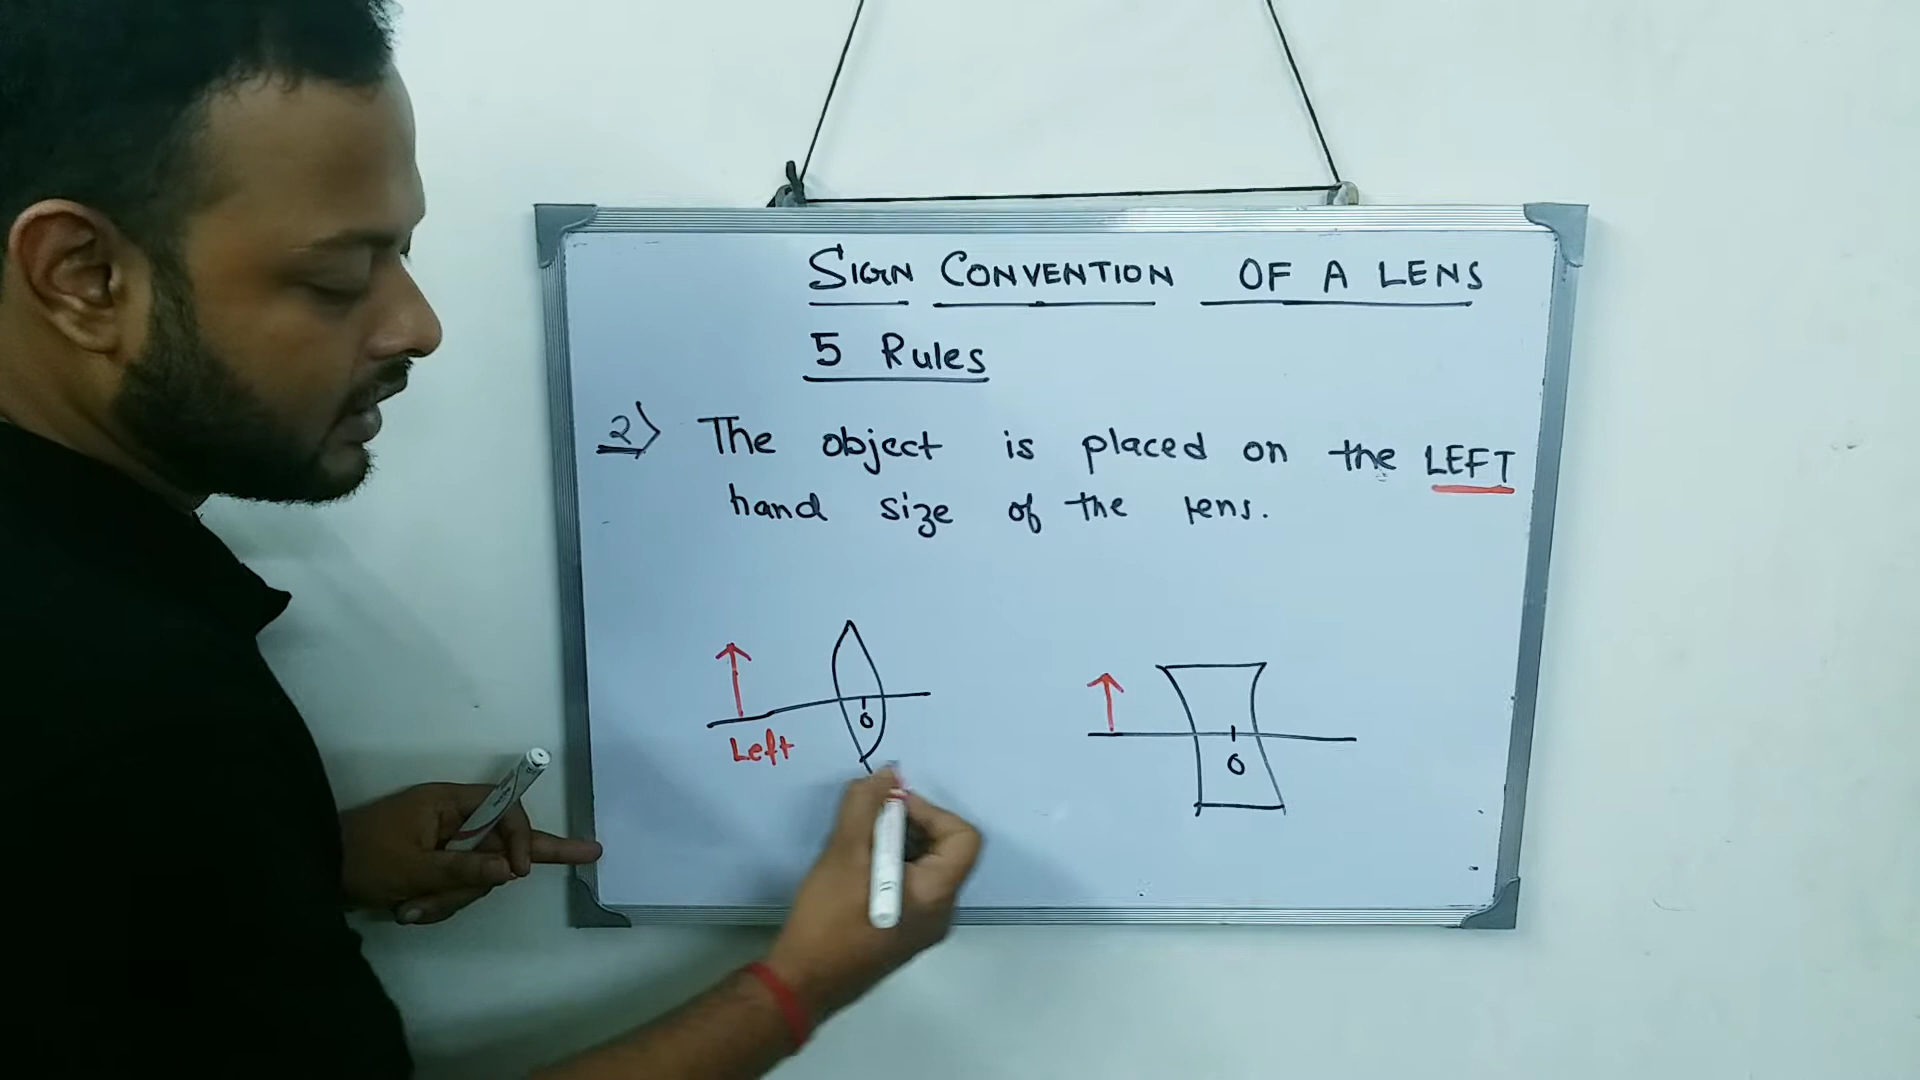 SIGN CONVENTION OF A LENS
5 Rules
2) The object is placed on the LEFT
hand size of the lens.
Left
O
O